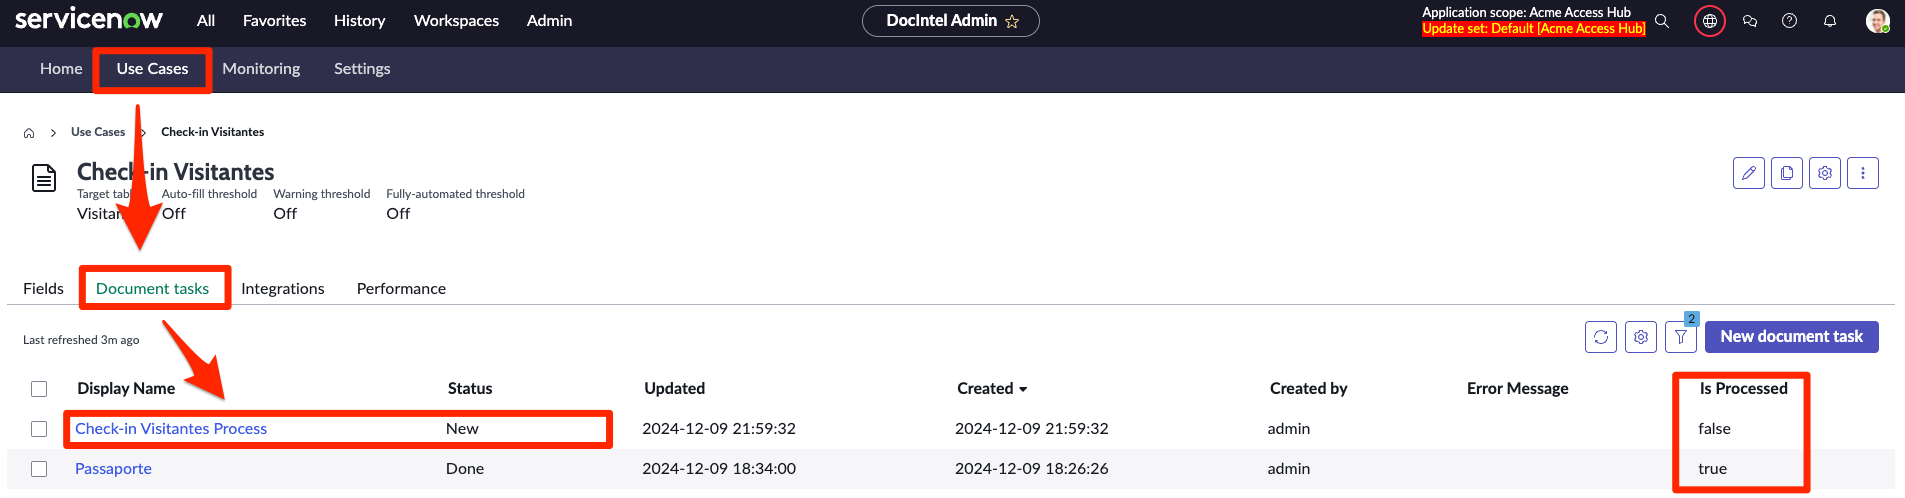 servicenow All Favorites History Workspaces Admin DocIntel Admin Application scope: Acme Access Hub
Update set: Default [Acme Access Hub]
Home Use Cases Monitoring Settings
Use Cases Check-in Visitantes
Check-in Visitantes
Auto-fill threshold Warning threshold Fully-automated threshold
Off Off Off
Fields Document tasks Integrations Performance
2
Last refreshed 3m ago New document task
Display Name Status Updated Created Created by Error Message Is Processed
Check-in Visitantes Process New 2024-12-09 21:59:32 2024-12-09 21:59:32 admin false
Passaporte Done 2024-12-09 18:34:00 2024-12-09 18:26:26 admin true